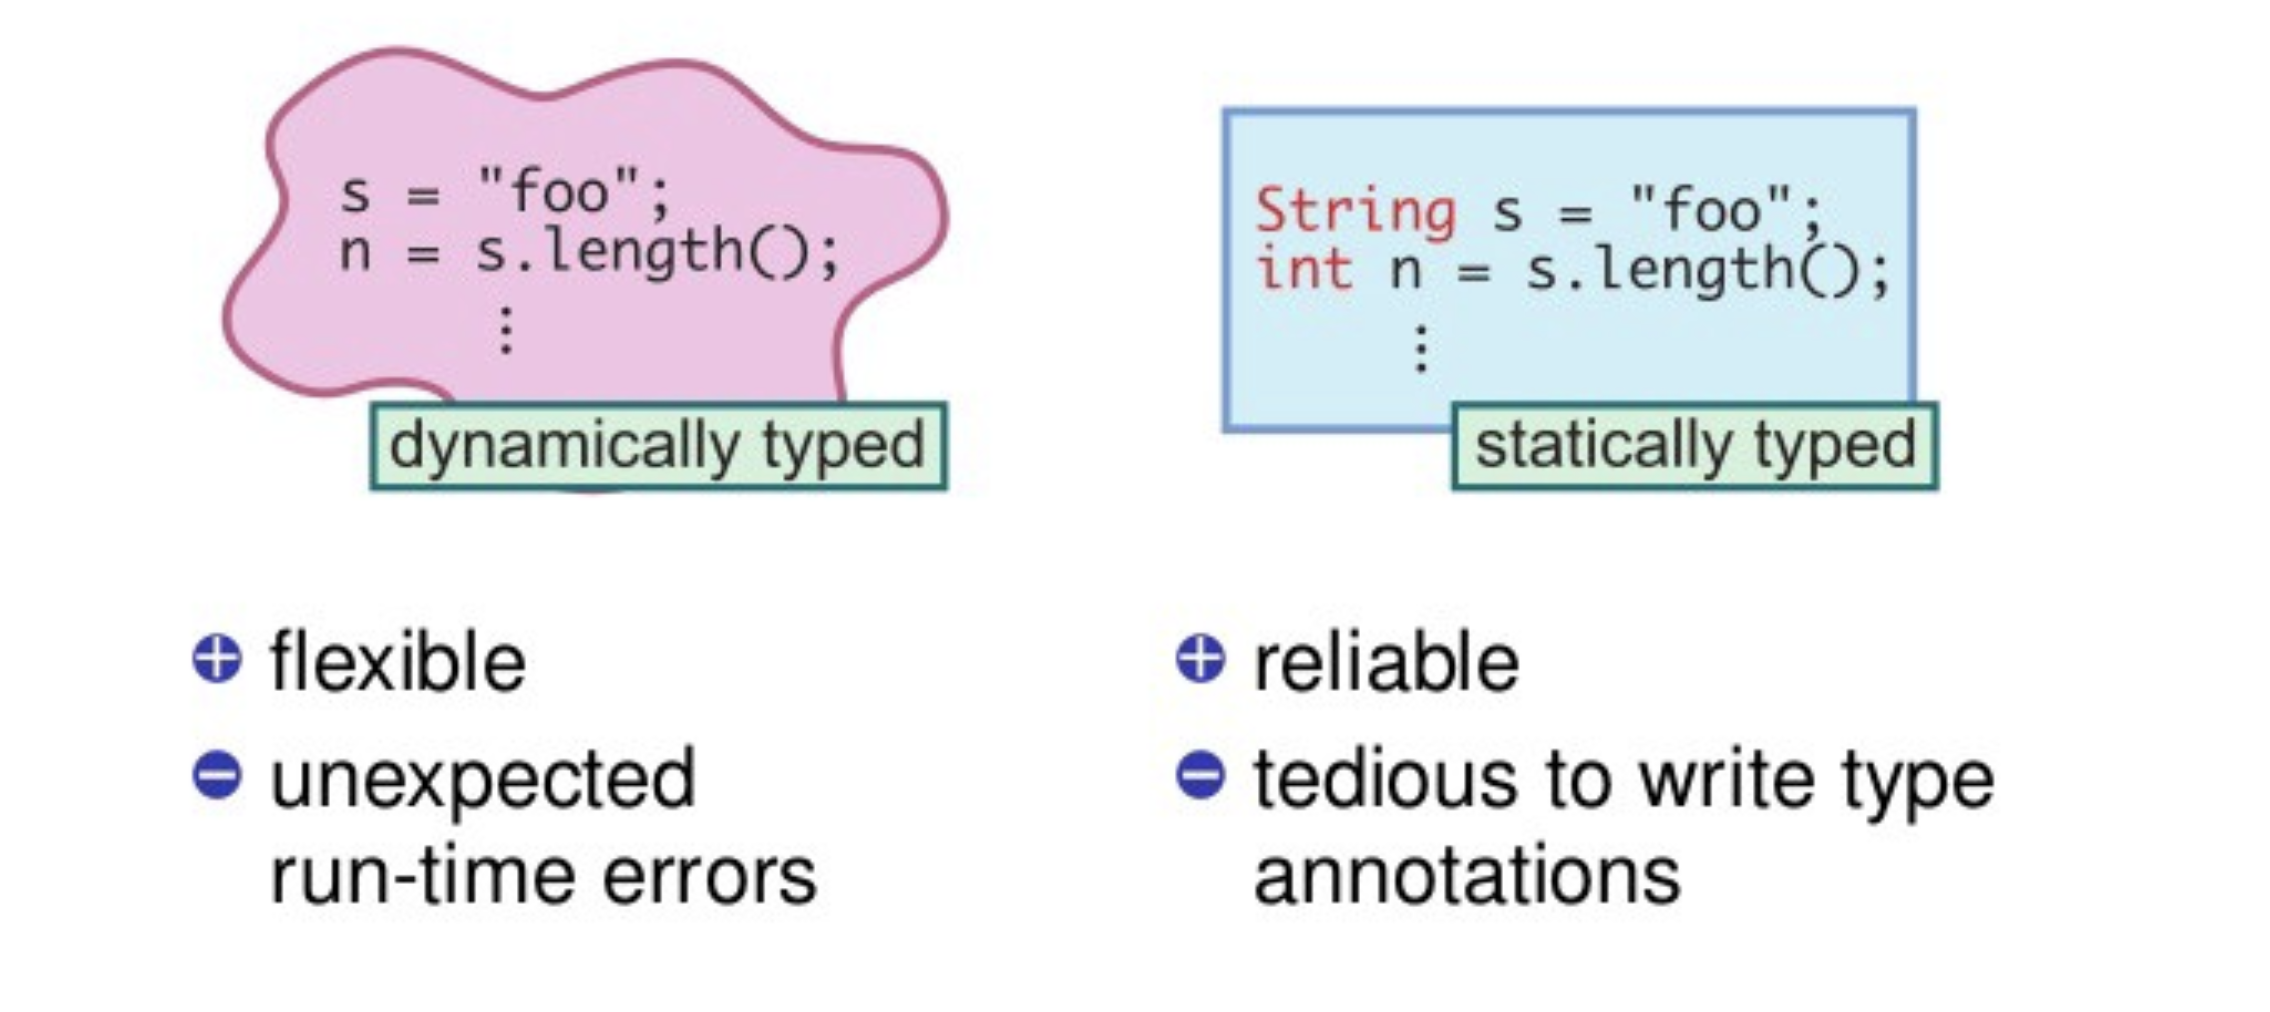 s = "foo";
n = s.length();
⋮
dynamically typed
String s = "foo";
int n = s.length();
⋮
statically typed
⊕ flexible
⊖ unexpected
run-time errors
⊕ reliable
⊖ tedious to write type
annotations